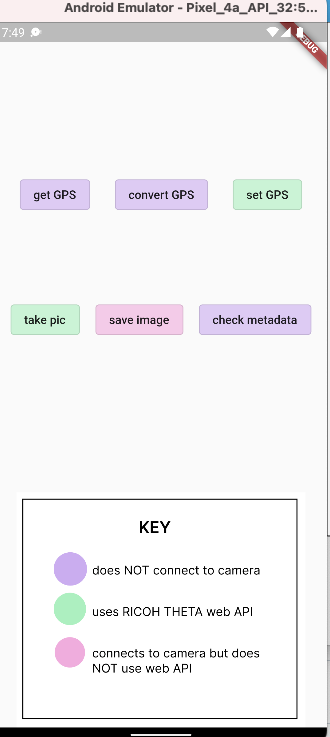 Android Emulator - Pixel_4a_API_32:5...
7:49
DEBUG
get GPS
convert GPS
set GPS
take pic
save image
check metadata
KEY
does NOT connect to camera
uses RICOH THETA web API
connects to camera but does
NOT use web API